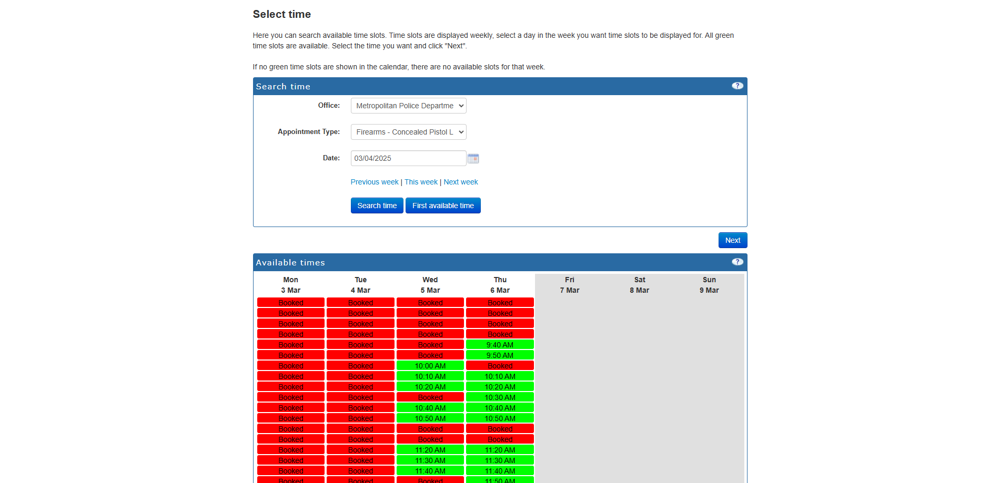 Select time
Here you can search available time slots. Time slots are displayed weekly, select a day in the week you want time slots to be displayed for. All green
time slots are available. Select the time you want and click "Next".
If no green time slots are shown in the calendar, there are no available slots for that week.
Search time
?
Office: Metropolitan Police Departme
Appointment Type: Firearms - Concealed Pistol L
Date: 03/04/2025
Previous week | This week | Next week
Search time First available time
Next
Available times
?
Mon Tue Wed Thu Fri Sat Sun
3 Mar 4 Mar 5 Mar 6 Mar 7 Mar 8 Mar 9 Mar
Booked Booked Booked Booked
Booked Booked Booked Booked
Booked Booked Booked Booked
Booked Booked Booked Booked
Booked Booked Booked 9:40 AM
Booked Booked Booked 9:50 AM
Booked Booked 10:00 AM Booked
Booked Booked 10:10 AM 10:10 AM
Booked Booked 10:20 AM 10:20 AM
Booked Booked Booked 10:30 AM
Booked Booked 10:40 AM 10:40 AM
Booked Booked 10:50 AM 10:50 AM
Booked Booked Booked Booked
Booked Booked Booked Booked
Booked Booked 11:20 AM 11:20 AM
Booked Booked 11:30 AM 11:30 AM
Booked Booked 11:40 AM 11:40 AM
Booked Booked Booked 11:50 AM